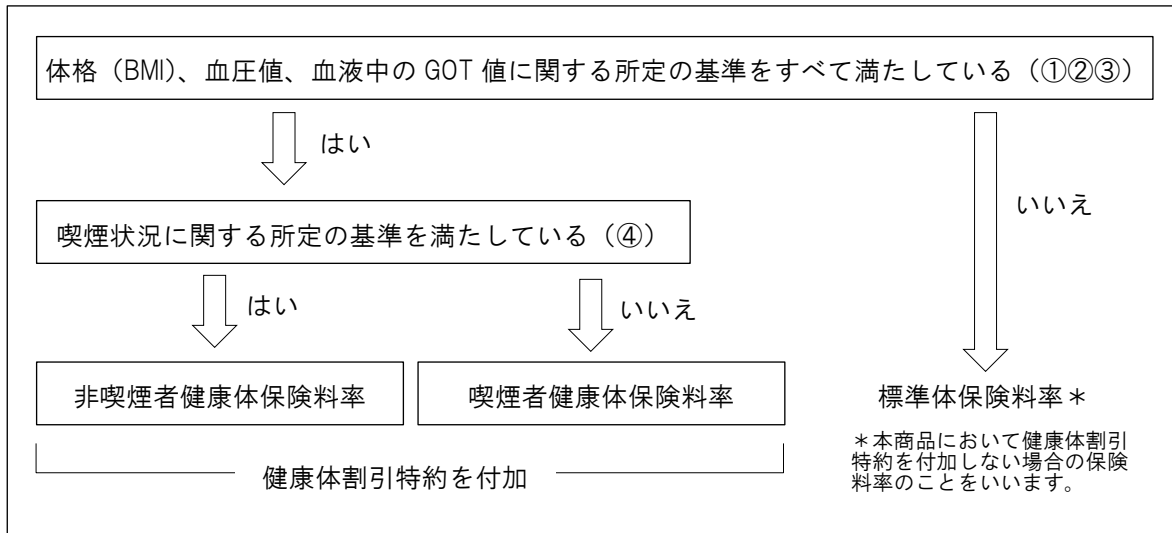 体格（BMI）、血圧値、血液中の GOT 値に関する所定の基準をすべて満たしている（①②③）
はい
いいえ
喫煙状況に関する所定の基準を満たしている（④）
はい
いいえ
非喫煙者健康体保険料率
喫煙者健康体保険料率
標準体保険料率＊
＊本商品において健康体割引
特約を付加しない場合の保険
料率のことをいいます。
健康体割引特約を付加